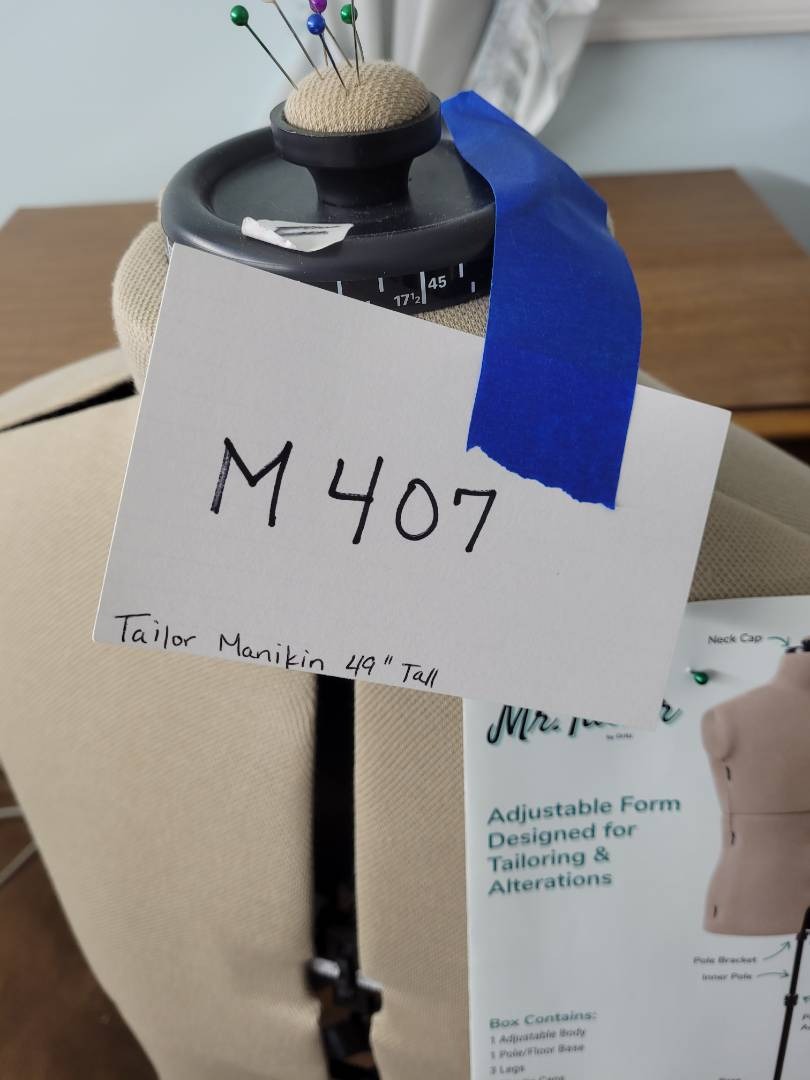 17½ 45
M 407
Tailor Manikin 49" Tall
Neck Cap
Mr.
Adjustable Form
Designed for
Tailoring &
Alterations
Pole Bracket
Inner Pole
Box Contains:
1 Adjustable Body
1 Pole/Floor Base
3 Legs